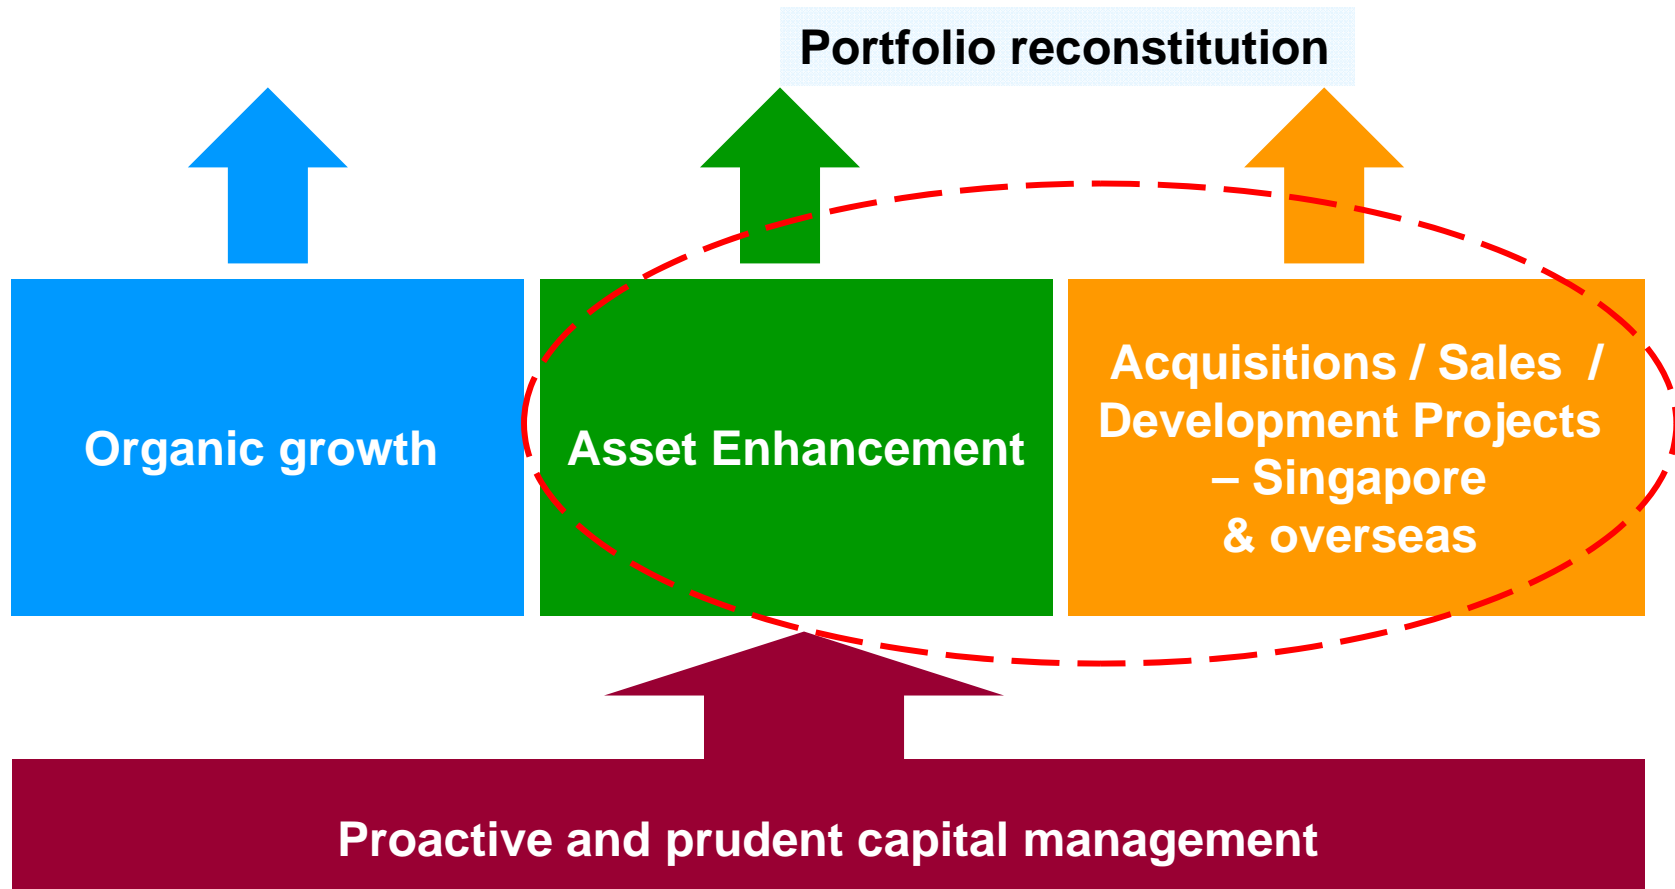 Portfolio reconstitution
Organic growth
Asset Enhancement
Acquisitions / Sales /
Development Projects
– Singapore
& overseas
Proactive and prudent capital management